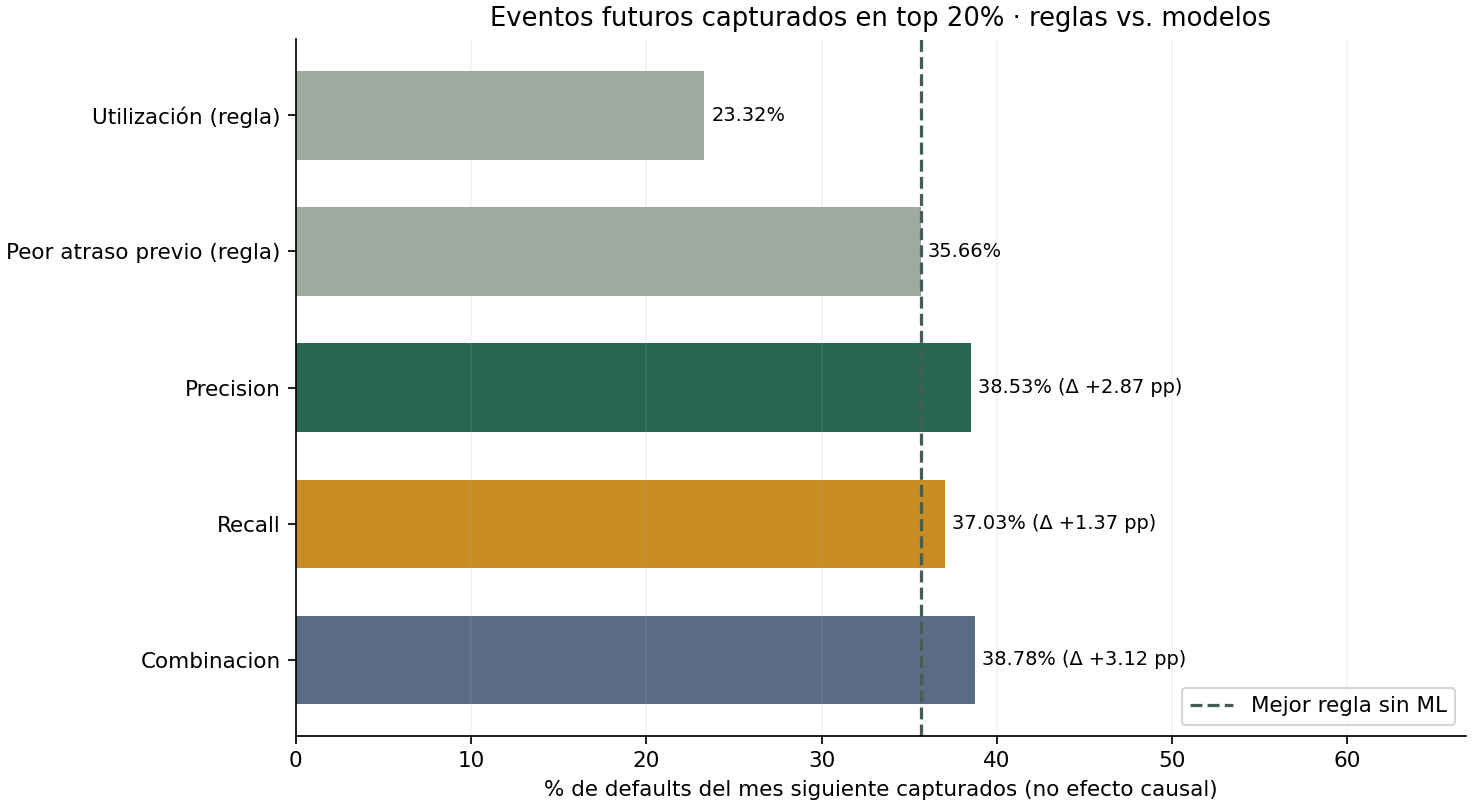 Eventos futuros capturados en top 20% · reglas vs. modelos
Utilización (regla)
23.32%
Peor atraso previo (regla)
35.66%
Precision
38.53% (Δ +2.87 pp)
Recall
37.03% (Δ +1.37 pp)
Combinacion
38.78% (Δ +3.12 pp)
Mejor regla sin ML
0 10 20 30 40 50 60
% de defaults del mes siguiente capturados (no efecto causal)